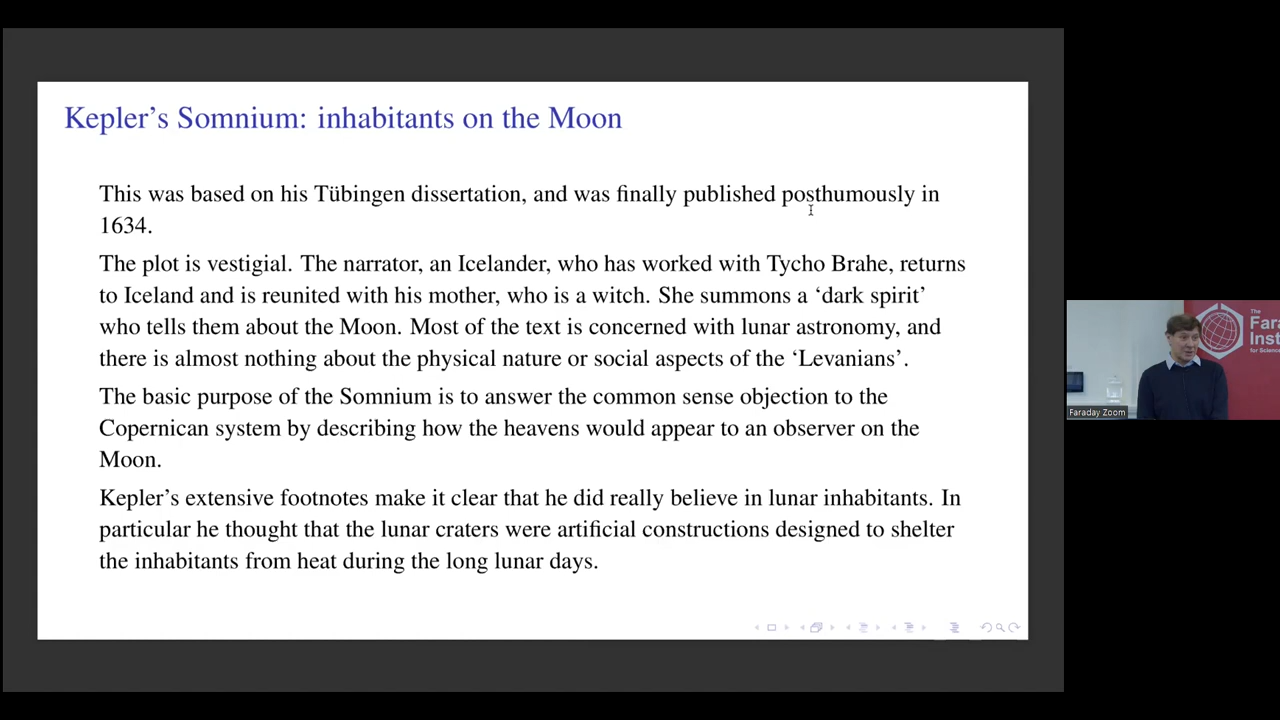 Kepler's Somnium: inhabitants on the Moon
This was based on his Tübingen dissertation, and was finally published posthumously in
1634.
The plot is vestigial. The narrator, an Icelander, who has worked with Tycho Brahe, returns
to Iceland and is reunited with his mother, who is a witch. She summons a ‘dark spirit’
who tells them about the Moon. Most of the text is concerned with lunar astronomy, and
there is almost nothing about the physical nature or social aspects of the ‘Levanians’.
The basic purpose of the Somnium is to answer the common sense objection to the
Copernican system by describing how the heavens would appear to an observer on the
Moon.
Kepler's extensive footnotes make it clear that he did really believe in lunar inhabitants. In
particular he thought that the lunar craters were artificial constructions designed to shelter
the inhabitants from heat during the long lunar days.
The
Fara
Inst
for Science
Faraday Zoom